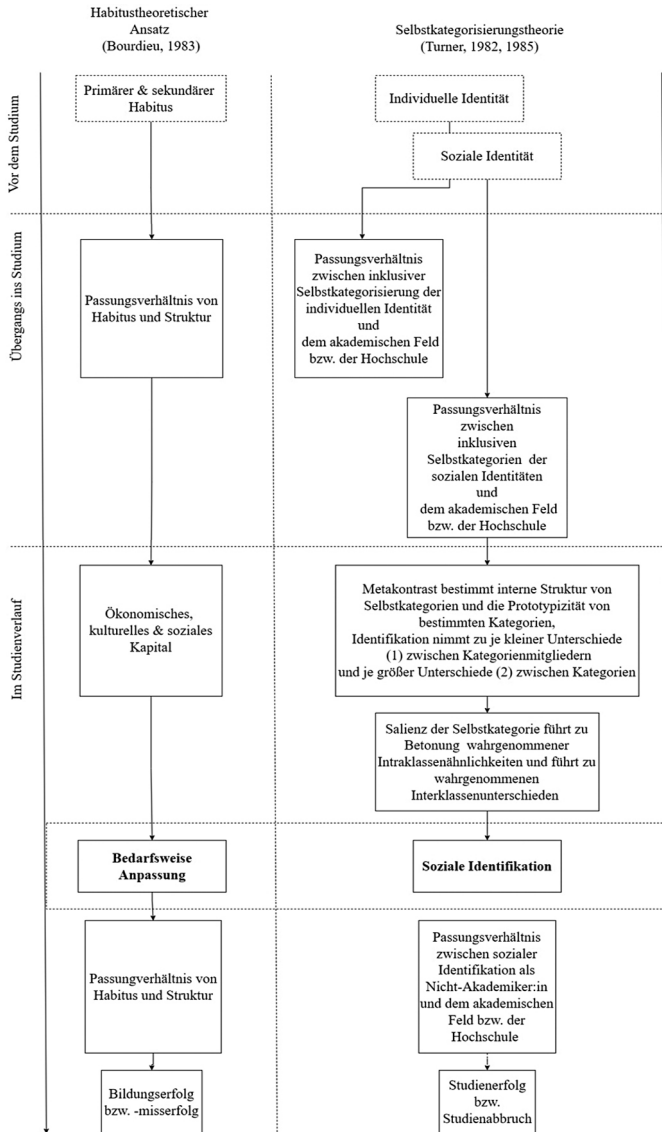 Habitustheoretischer
Ansatz
(Bourdieu, 1983)
Selbstkategorisierungstheorie
(Turner, 1982, 1985)
Vor dem Studium
Primärer & sekundärer
Habitus
Individuelle Identität
Soziale Identität
Übergangs ins Studium
Passungsverhältnis von
Habitus und Struktur
Passungsverhältnis
zwischen inklusiver
Selbstkategorisierung der
individuellen Identität
und
dem akademischen Feld
bzw. der Hochschule
Passungsverhältnis
zwischen
inklusiven
Selbstkategorien der
sozialen Identitäten
und
dem akademischen Feld
bzw. der Hochschule
Im Studienverlauf
Ökonomisches,
kulturelles & soziales
Kapital
Metakontrast bestimmt interne Struktur von
Selbstkategorien und die Prototypizität von
bestimmten Kategorien,
Identifikation nimmt zu je kleiner Unterschiede
(1) zwischen Kategorienmitgliedern
und je größer Unterschiede (2) zwischen Kategorien
Salienz der Selbstkategorie führt zu
Betonung wahrgenommener
Intraklassenähnlichkeiten und führt zu
wahrgenommenen
Interklassenunterschieden
Bedarfsweise
Anpassung
Soziale Identifikation
Passungverhältnis von
Habitus und Struktur
Passungsverhältnis
zwischen sozialer
Identifikation als
Nicht-Akademiker:in
und dem akademischen
Feld bzw. der
Hochschule
Bildungserfolg
bzw. -misserfolg
Studienerfolg
bzw.
Studienabbruch